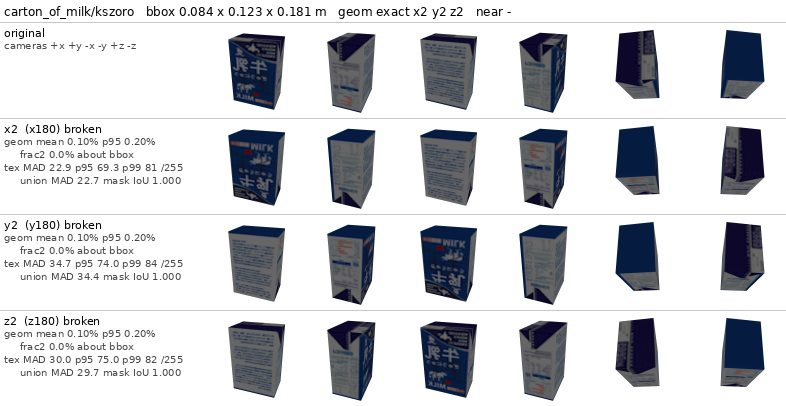 carton_of_milk/kszoro bbox 0.084 x 0.123 x 0.181 m geom exact x2 y2 z2 near -
original
cameras +x +y -x -y +z -z
x2 (x180) broken
geom mean 0.10% p95 0.20%
frac2 0.0% about bbox
tex MAD 22.9 p95 69.3 p99 81 /255
union MAD 22.7 mask IoU 1.000
y2 (y180) broken
geom mean 0.10% p95 0.20%
frac2 0.0% about bbox
tex MAD 34.7 p95 74.0 p99 84 /255
union MAD 34.4 mask IoU 1.000
z2 (z180) broken
geom mean 0.10% p95 0.20%
frac2 0.0% about bbox
tex MAD 30.0 p95 75.0 p99 82 /255
union MAD 29.7 mask IoU 1.000